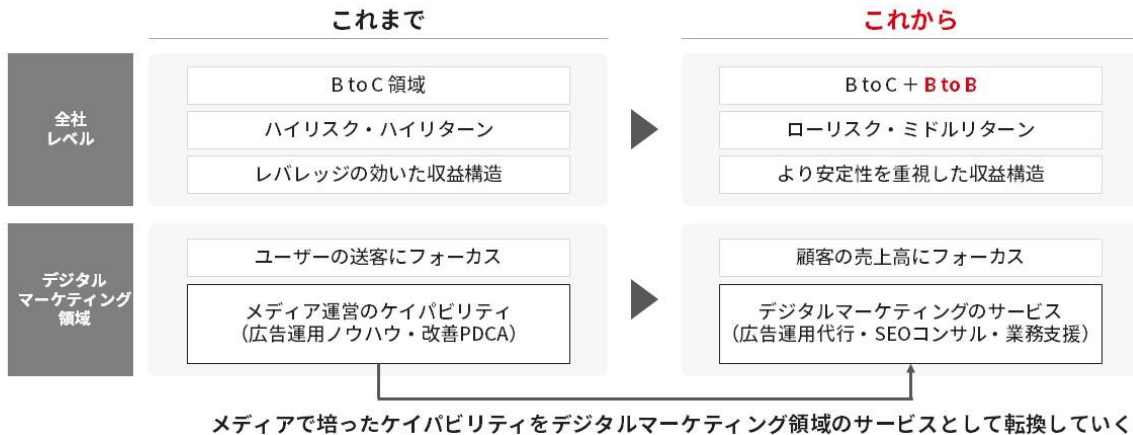 これまで
これから
全社
レベル
B to C 領域
ハイリスク・ハイリターン
レバレッジの効いた収益構造
B to C + B to B
ローリスク・ミドルリターン
より安定性を重視した収益構造
デジタル
マーケティング
領域
ユーザーの送客にフォーカス
メディア運営のケイパビリティ
(広告運用ノウハウ・改善PDCA)
顧客の売上高にフォーカス
デジタルマーケティングのサービス
(広告運用代行・SEOコンサル・業務支援)
メディアで培ったケイパビリティをデジタルマーケティング領域のサービスとして転換していく